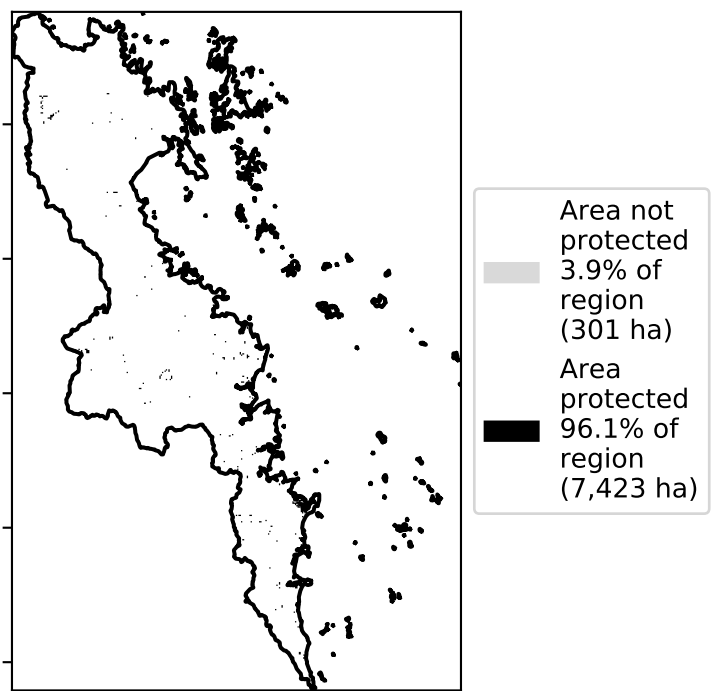 Area not
protected
3.9% of
region
(301 ha)
Area
protected
96.1% of
region
(7,423 ha)